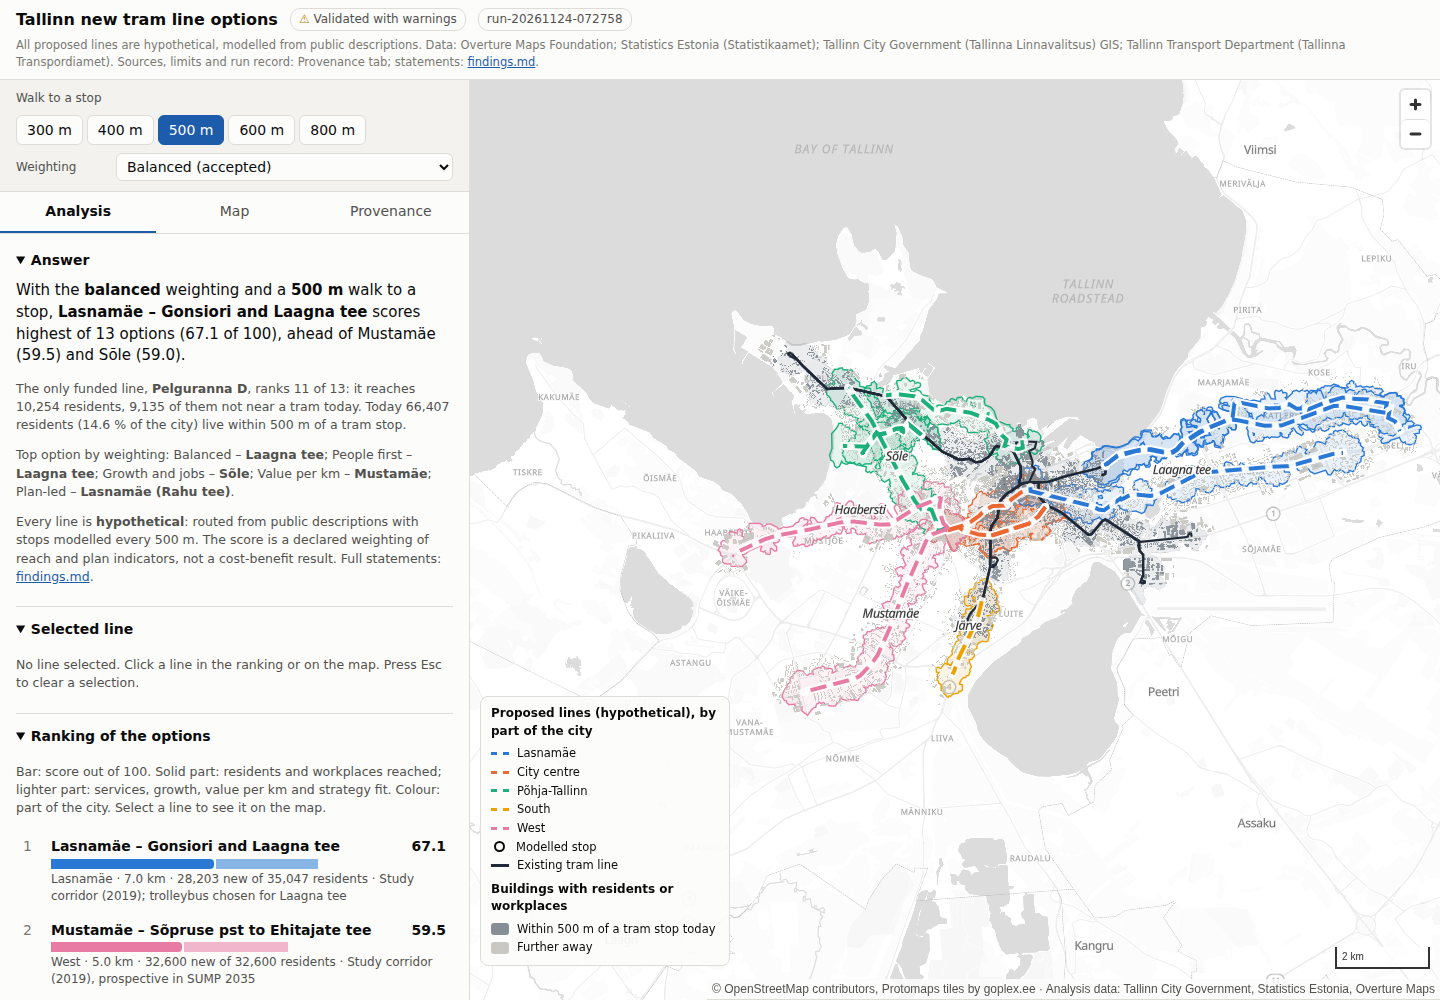 Tallinn new tram line options
⚠ Validated with warnings
run-20261124-072758
All proposed lines are hypothetical, modelled from public descriptions. Data: Overture Maps Foundation; Statistics Estonia (Statistikaamet); Tallinn City Government (Tallinna Linnavalitsus) GIS; Tallinn Transport Department (Tallinna
Transpordiamet). Sources, limits and run record: Provenance tab; statements: findings.md.
Walk to a stop
300 m
400 m
500 m
600 m
800 m
Weighting
Balanced (accepted)
Analysis
Map
Provenance
Answer
With the balanced weighting and a 500 m walk to a
stop, Lasnamäe – Gonsiori and Laagna tee scores
highest of 13 options (67.1 of 100), ahead of Mustamäe
(59.5) and Sõle (59.0).
The only funded line, Pelguranna D, ranks 11 of 13: it reaches
10,254 residents, 9,135 of them not near a tram today. Today 66,407
residents (14.6 % of the city) live within 500 m of a tram stop.
Top option by weighting: Balanced – Laagna tee; People first –
Laagna tee; Growth and jobs – Sõle; Value per km – Mustamäe;
Plan-led – Lasnamäe (Rahu tee).
Every line is hypothetical: routed from public descriptions with
stops modelled every 500 m. The score is a declared weighting of
reach and plan indicators, not a cost-benefit result. Full statements:
findings.md.
Selected line
No line selected. Click a line in the ranking or on the map. Press Esc
to clear a selection.
Ranking of the options
Bar: score out of 100. Solid part: residents and workplaces reached;
lighter part: services, growth, value per km and strategy fit. Colour:
part of the city. Select a line to see it on the map.
1 Lasnamäe – Gonsiori and Laagna tee 67.1
Lasnamäe · 7.0 km · 28,203 new of 35,047 residents · Study
corridor (2019); trolleybus chosen for Laagna tee
2 Mustamäe – Sõpruse pst to Ehitajate tee 59.5
West · 5.0 km · 32,600 new of 32,600 residents · Study corridor
(2019), prospective in SUMP 2035
BAY OF TALLINN
Viimsi
MERIVÄLJA
LEPIKU
TALLINN
ROADSTEAD
PIRITA
IRU
KOSE
MAARJAMÄE
KAKUMÄE
Sõle
Laagna tee
TISKRE
ÕISMÄE
Haabersti
1
PIKALIIVA
MUSTJÕE
SÕJAMÄE
2
VÄIKE-
ÕISMÄE
Mustamäe
Järve
LUITE
MÕIGU
ASTANGU
Peetri
VANA-
MUSTAMÄE
LIIVA
NÕMME
MÄNNIKU
Assaku
RAUDALU
Kangru
Proposed lines (hypothetical), by
part of the city
Lasnamäe
City centre
Põhja-Tallinn
South
West
Modelled stop
Existing tram line
Buildings with residents or
workplaces
Within 500 m of a tram stop today
Further away
2 km
© OpenStreetMap contributors, Protomaps tiles by goplex.ee · Analysis data: Tallinn City Government, Statistics Estonia, Overture Maps